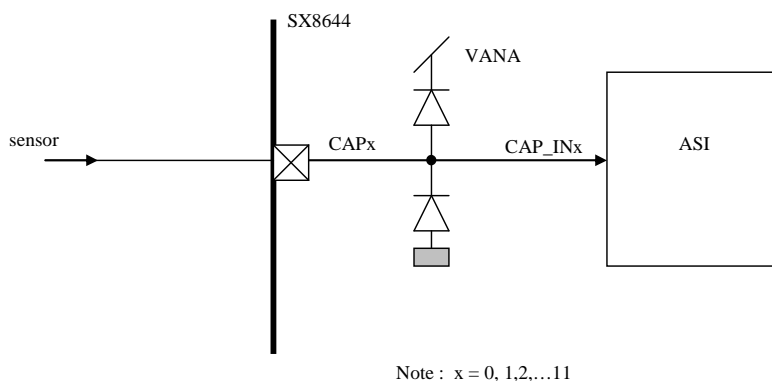 SX8644
VANA
sensor
CAPx
CAP_INx
ASI
Note : x = 0, 1,2,…11